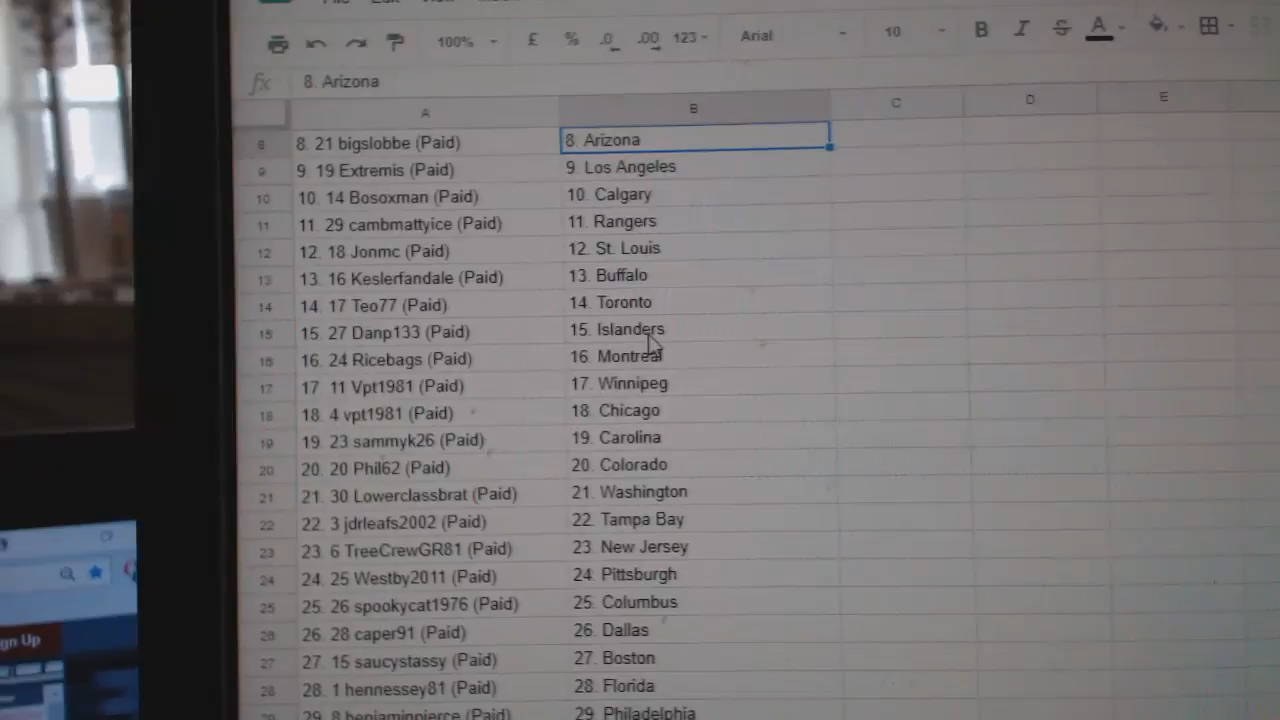 100% £ % .0 .00 123 Arial 10 B I S A
fx 8. Arizona
A B C D E
8 8. 21 bigslobbe (Paid) 8. Arizona
9 9. 19 Extremis (Paid) 9. Los Angeles
10 10. 14 Bosoxman (Paid) 10. Calgary
11 11. 29 cambmattyice (Paid) 11. Rangers
12 12. 18 Jonmc (Paid) 12. St. Louis
13 13. 16 Keslerfandale (Paid) 13. Buffalo
14 14. 17 Teo77 (Paid) 14. Toronto
15 15. 27 Danp133 (Paid) 15. Islanders
16 16. 24 Ricebags (Paid) 16. Montreal
17 17 11 Vpt1981 (Paid) 17. Winnipeg
18 18. 4 vpt1981 (Paid) 18. Chicago
19 19. 23 sammyk26 (Paid) 19. Carolina
20 20. 20 Phil62 (Paid) 20. Colorado
21 21. 30 Lowerclassbrat (Paid) 21. Washington
22 22. 3 jdrleafs2002 (Paid) 22. Tampa Bay
23 23. 6 TreeCrewGR81 (Paid) 23. New Jersey
24 24. 25 Westby2011 (Paid) 24. Pittsburgh
25 25. 26 spookycat1976 (Paid) 25. Columbus
26 26. 28 caper91 (Paid) 26. Dallas
27 27. 15 saucystassy (Paid) 27. Boston
28 28. 1 hennessey81 (Paid) 28. Florida
29 29. 8 benjaminpierce (Paid) 29. Philadelphia
gn Up